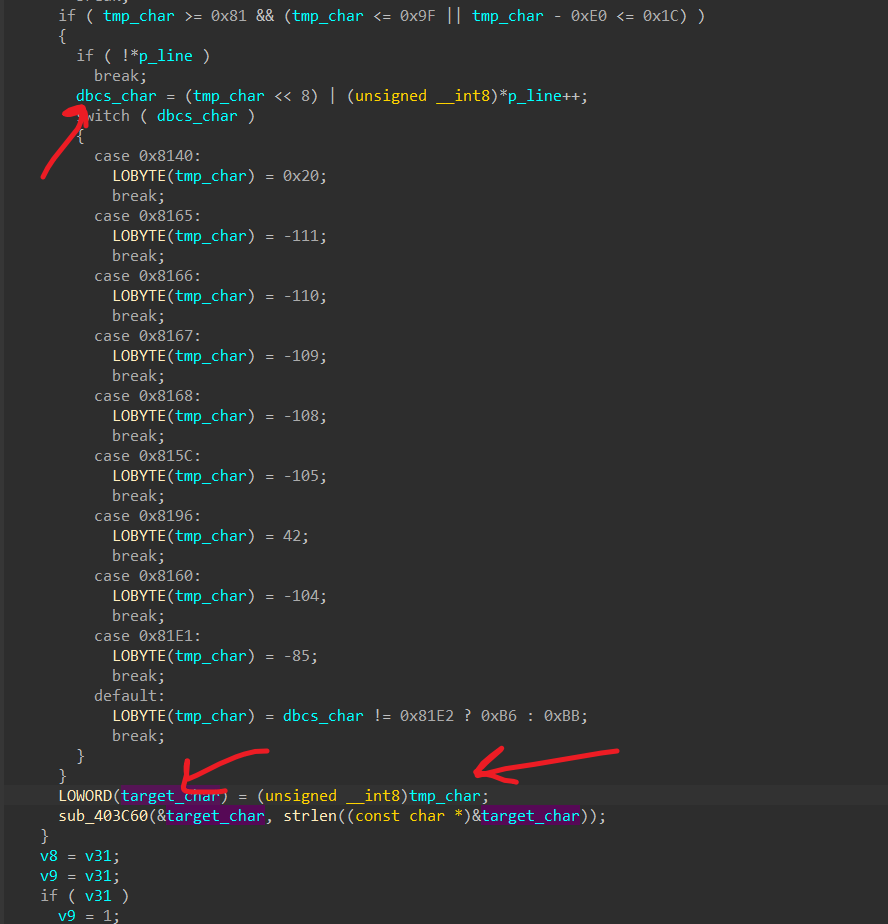 if ( tmp_char >= 0x81 && (tmp_char <= 0x9F || tmp_char - 0xE0 <= 0x1C) )
{
if ( !*p_line )
break;
dbcs_char = (tmp_char << 8) | (unsigned __int8)*p_line++;
switch ( dbcs_char )
{
case 0x8140:
LOBYTE(tmp_char) = 0x20;
break;
case 0x8165:
LOBYTE(tmp_char) = -111;
break;
case 0x8166:
LOBYTE(tmp_char) = -110;
break;
case 0x8167:
LOBYTE(tmp_char) = -109;
break;
case 0x8168:
LOBYTE(tmp_char) = -108;
break;
case 0x815C:
LOBYTE(tmp_char) = -105;
break;
case 0x8196:
LOBYTE(tmp_char) = 42;
break;
case 0x8160:
LOBYTE(tmp_char) = -104;
break;
case 0x81E1:
LOBYTE(tmp_char) = -85;
break;
default:
LOBYTE(tmp_char) = dbcs_char != 0x81E2 ? 0xB6 : 0xBB;
break;
}
}
LOWORD(target_char) = (unsigned __int8)tmp_char;
sub_403C60(&target_char, strlen((const char *)&target_char));
}
v8 = v31;
v9 = v31;
if ( v31 )
v9 = 1;